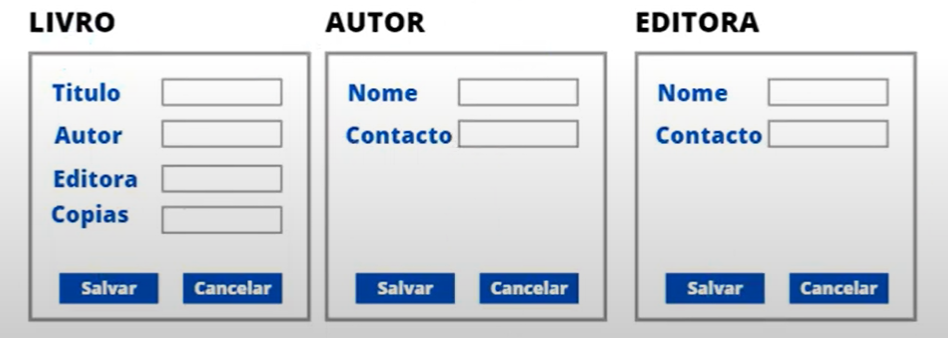 LIVRO
Titulo
Autor
Editora
Copias
Salvar Cancelar
AUTOR
Nome
Contacto
Salvar Cancelar
EDITORA
Nome
Contacto
Salvar Cancelar